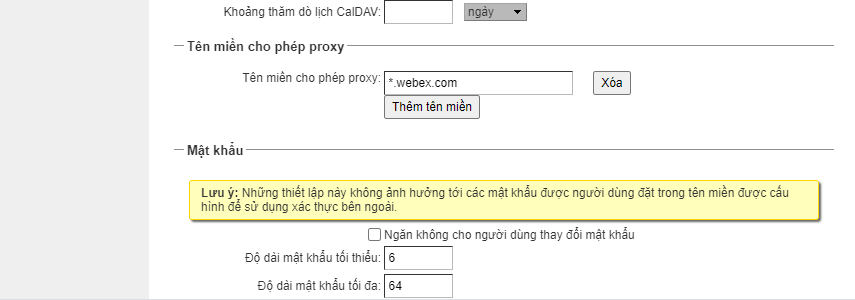 Khoảng thăm dò lịch CalDAV: ngày
Tên miền cho phép proxy
Tên miền cho phép proxy: *.webex.com Xóa
Thêm tên miền
Mật khẩu
Lưu ý: Những thiết lập này không ảnh hưởng tới các mật khẩu được người dùng đặt trong tên miền được cấu
hình để sử dụng xác thực bên ngoài.
Ngăn không cho người dùng thay đổi mật khẩu
Độ dài mật khẩu tối thiểu: 6
Độ dài mật khẩu tối đa: 64